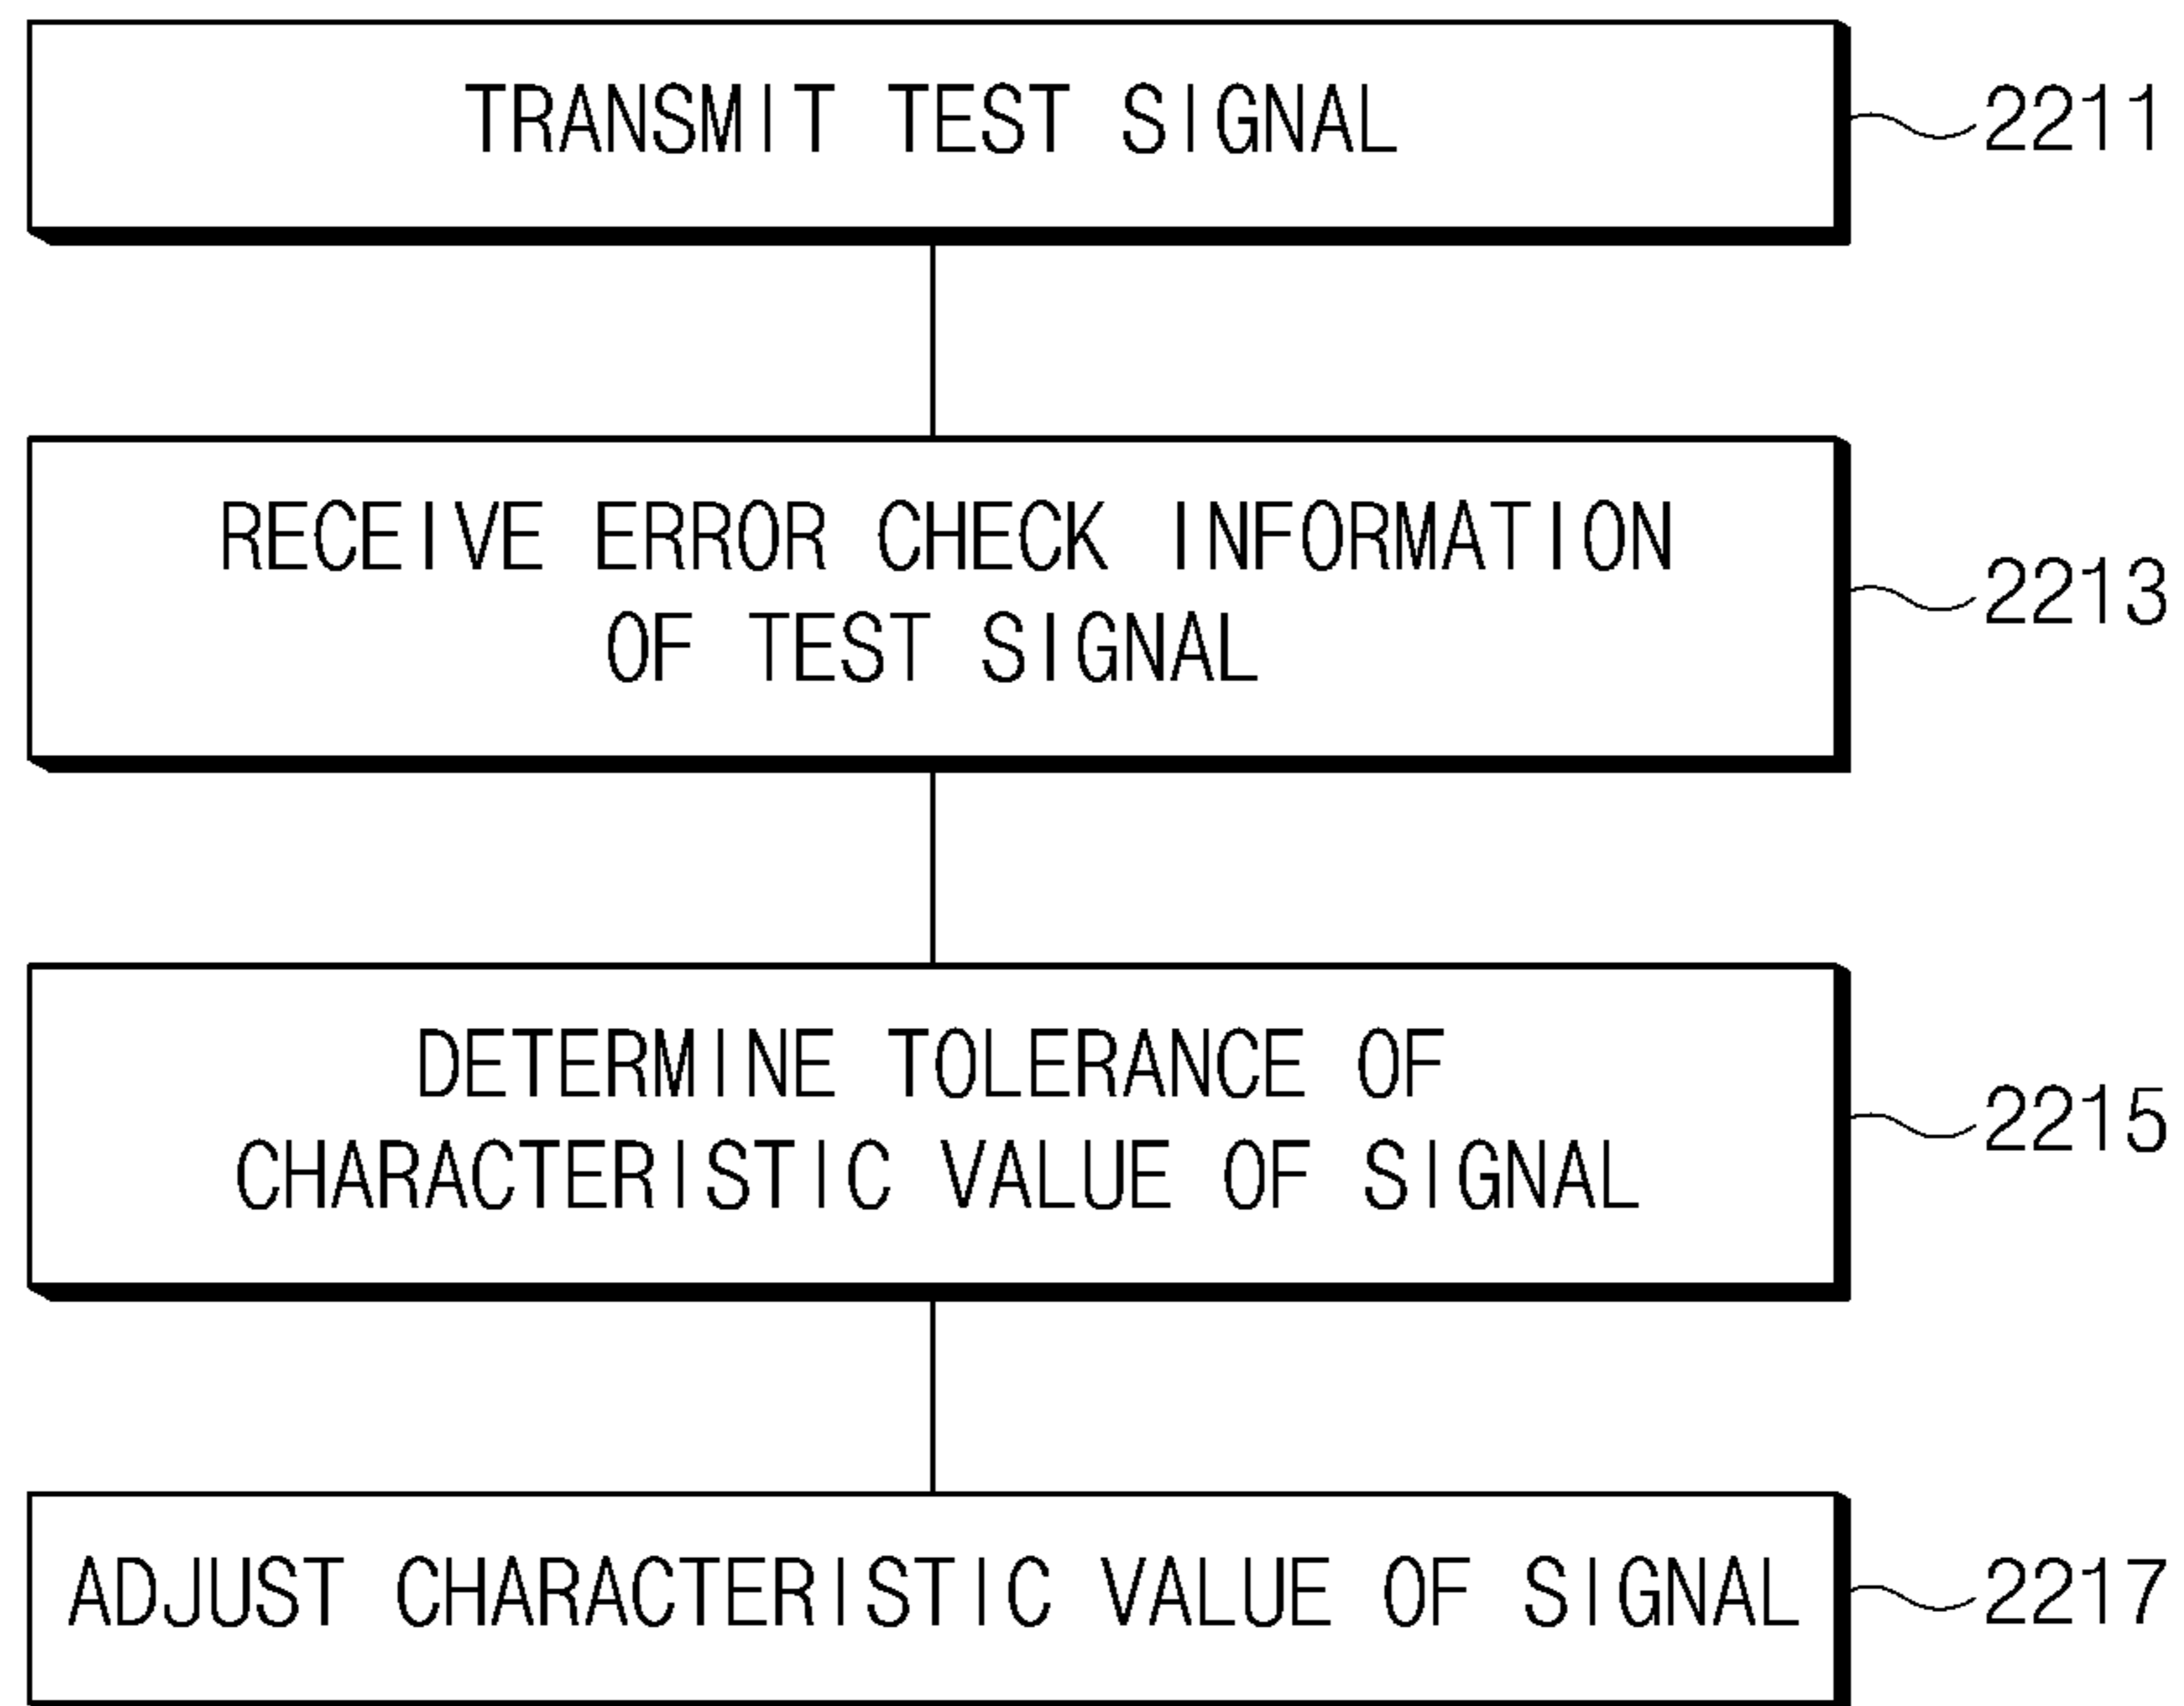 TRANSMIT TEST SIGNAL
2211
RECEIVE ERROR CHECK INFORMATION
OF TEST SIGNAL
2213
DETERMINE TOLERANCE OF
CHARACTERISTIC VALUE OF SIGNAL
2215
ADJUST CHARACTERISTIC VALUE OF SIGNAL
2217